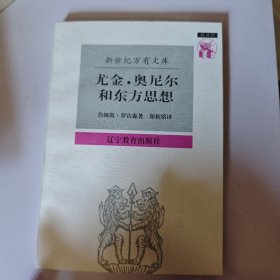 新世纪万有文库
尤金·奥尼尔
和东方思想
詹姆斯·罗宾森著 郑柏铭译
辽宁教育出版社